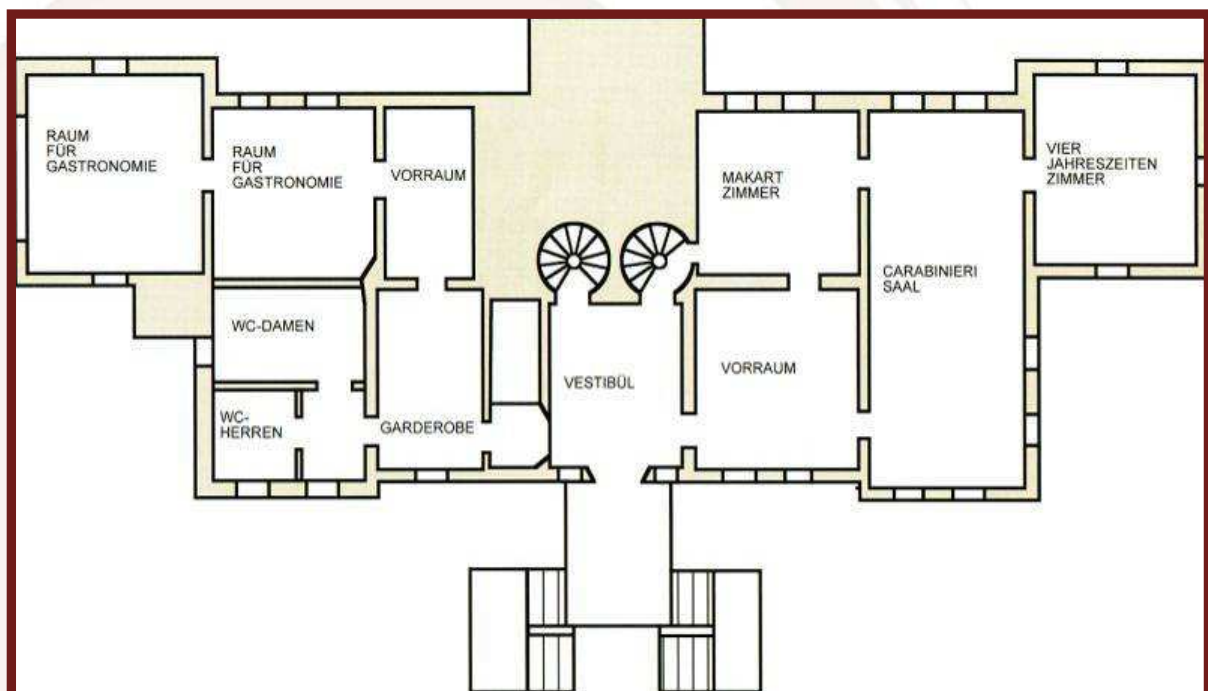 RAUM
FÜR
GASTRONOMIE
RAUM
FÜR
GASTRONOMIE
VORRAUM
MAKART
ZIMMER
VIER
JAHRESZEITEN
ZIMMER
CARABINIERI
SAAL
WC-DAMEN
VESTIBÜL
VORRAUM
WC-
HERREN
GARDEROBE